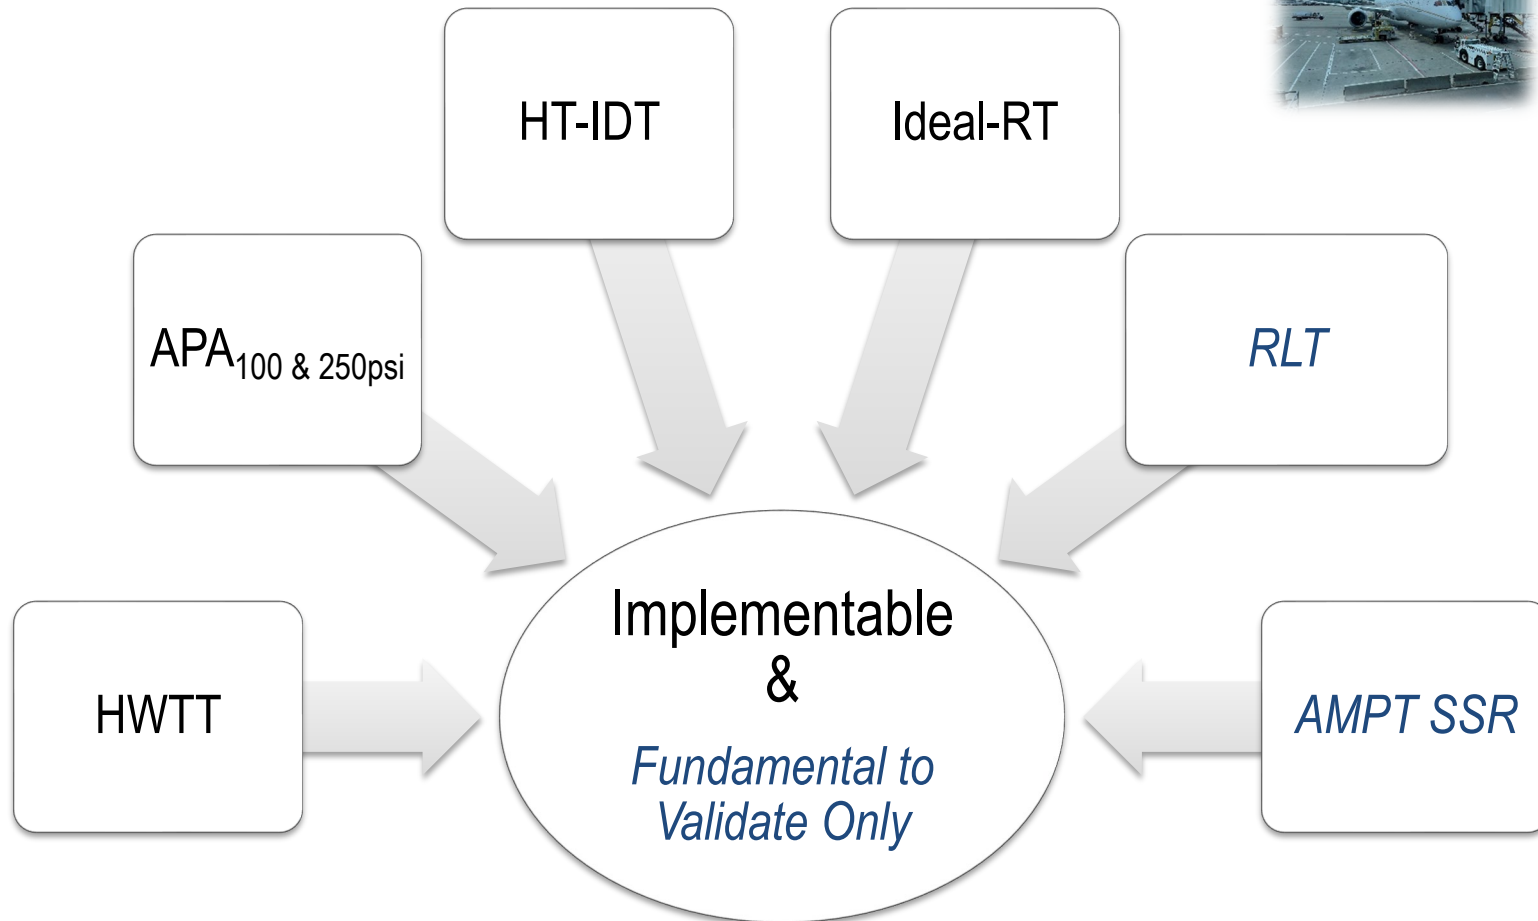 HT-IDT
Ideal-RT
APA100 & 250psi
RLT
HWTT
Implementable
&
Fundamental to
Validate Only
AMPT SSR